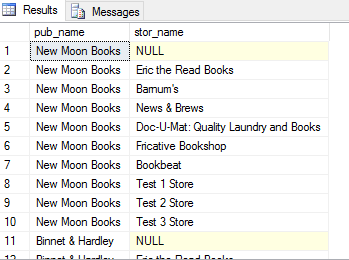 Results Messages
pub_name stor_name
1 New Moon Books NULL
2 New Moon Books Eric the Read Books
3 New Moon Books Barnum's
4 New Moon Books News & Brews
5 New Moon Books Doc-U-Mat: Quality Laundry and Books
6 New Moon Books Fricative Bookshop
7 New Moon Books Bookbeat
8 New Moon Books Test 1 Store
9 New Moon Books Test 2 Store
10 New Moon Books Test 3 Store
11 Binnet & Hardley NULL